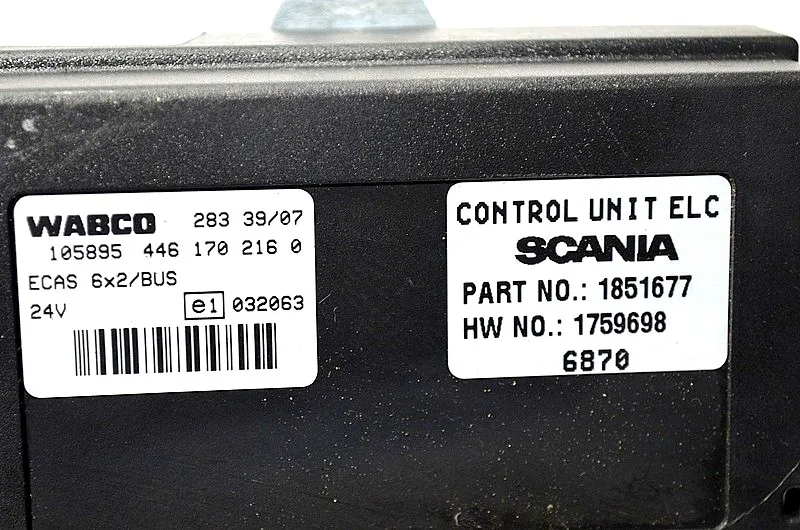 WABCO 283 39/07
105895 446 170 216 0
ECAS 6x2/BUS
24V e1 032063
CONTROL UNIT ELC
SCANIA
PART NO.: 1851677
HW NO.: 1759698
6870